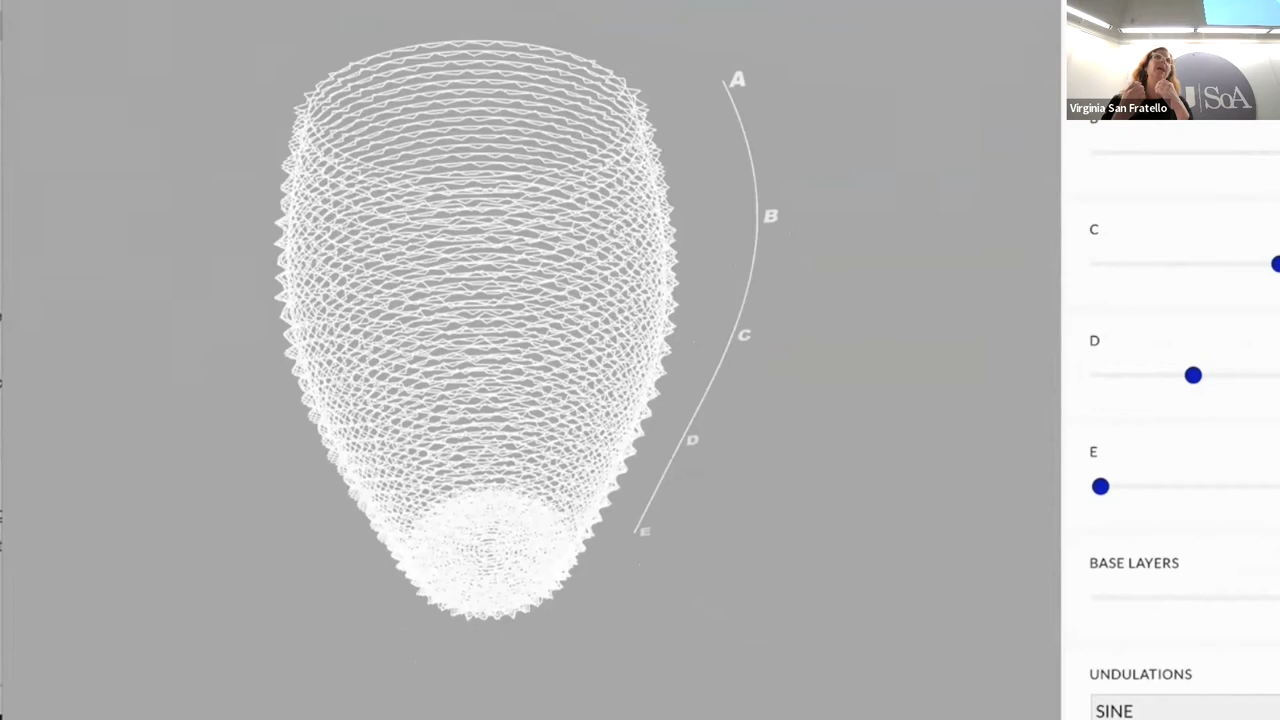 A
B
C
D
E
Virginia San Fratello
SoA
C
D
E
BASE LAYERS
UNDULATIONS
SINE